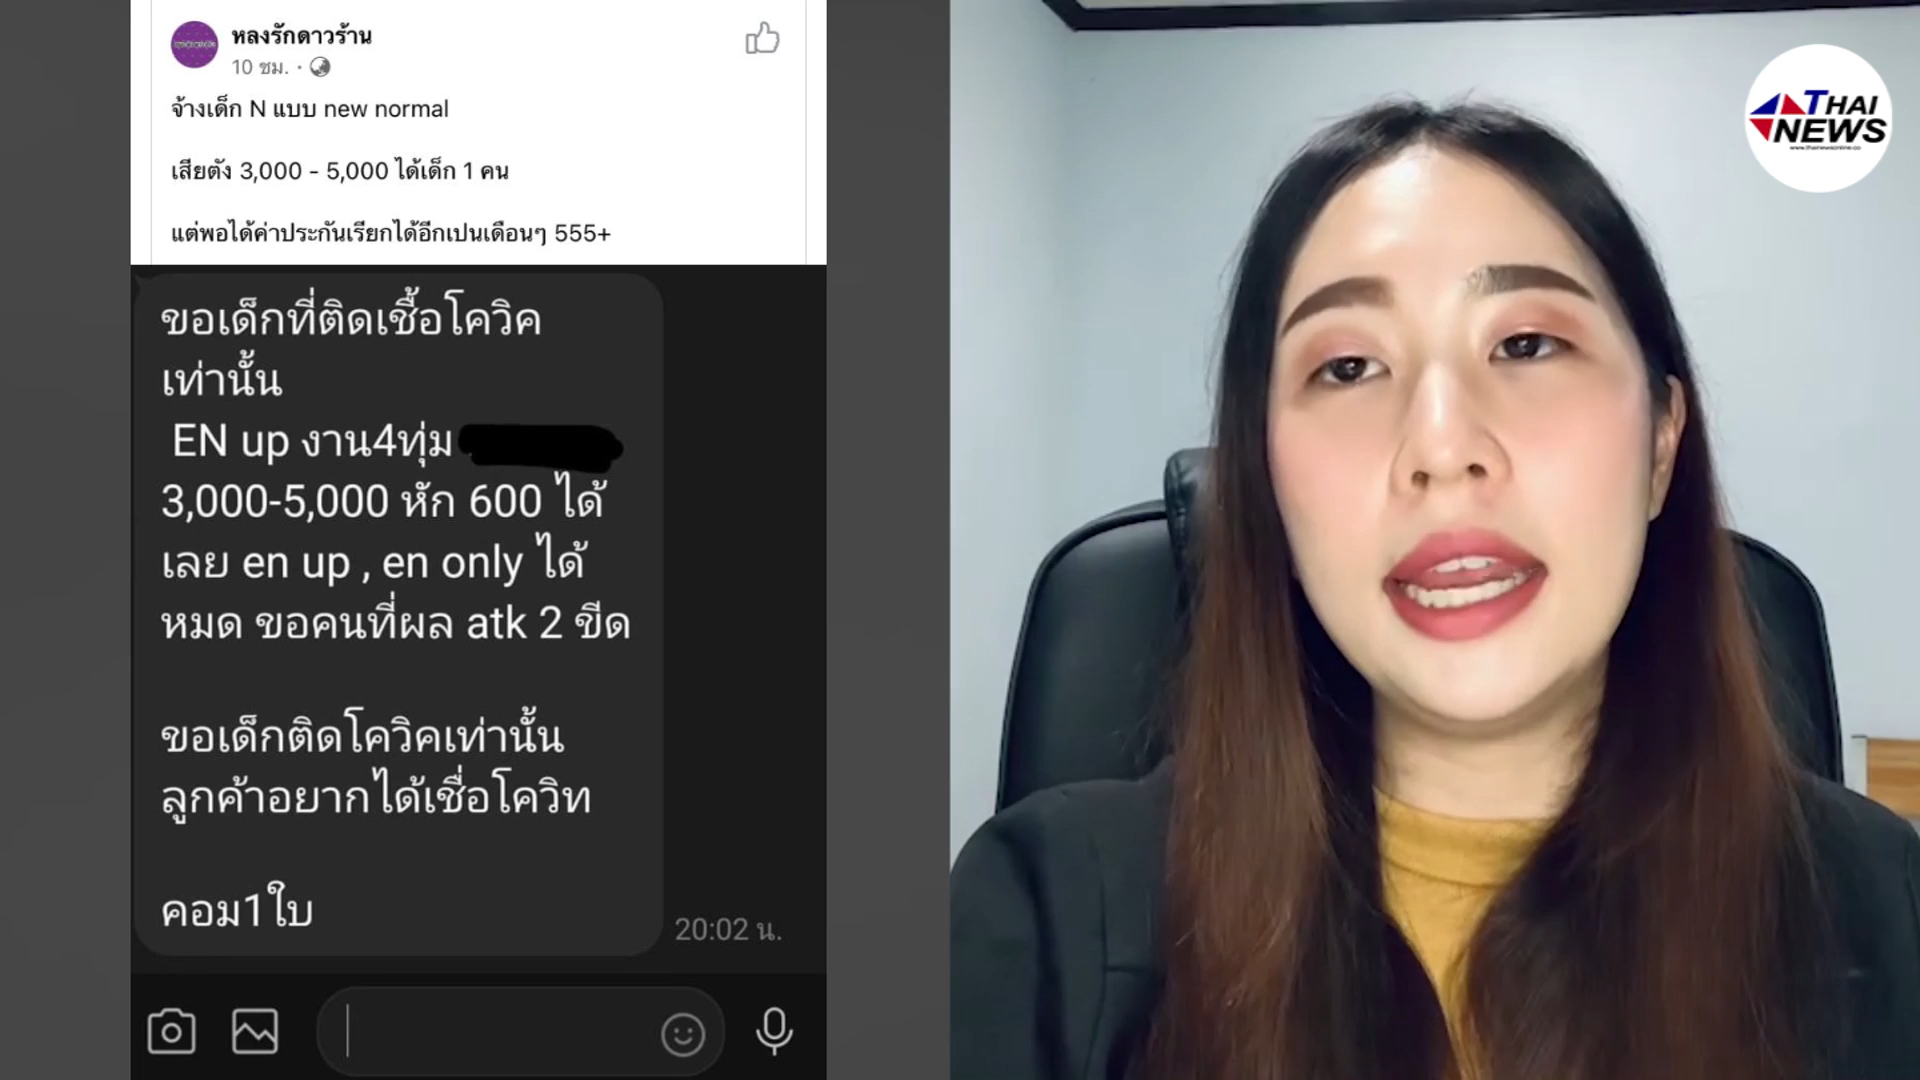 หลงรักดาวร้าน
10 ชม. ·
จ้างเด็ก N แบบ new normal
เสียตัง 3,000 - 5,000 ได้เด็ก 1 คน
แต่พอได้ค่าประกันเรียกได้อีกเปนเดือนๆ 555+
ขอเด็กที่ติดเชื้อโควิค
เท่านั้น
EN up งาน4ทุ่ม
3,000-5,000 หัก 600 ได้
เลย en up , en only ได้
หมด ขอคนที่ผล atk 2 ขีด
ขอเด็กติดโควิคเท่านั้น
ลูกค้าอยากได้เชื่อโควิท
คอม1ใบ
20:02 น.
THAI
NEWS
www.thainewsonline.co